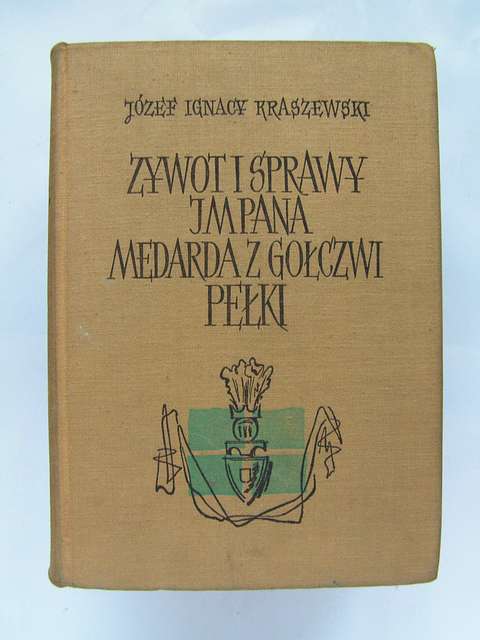 JÓZEF IGNACY KRASZEWSKI
ŻYWOT I SPRAWY
JMPANA
MEDARDA Z GOŁCZWI
PEŁKI